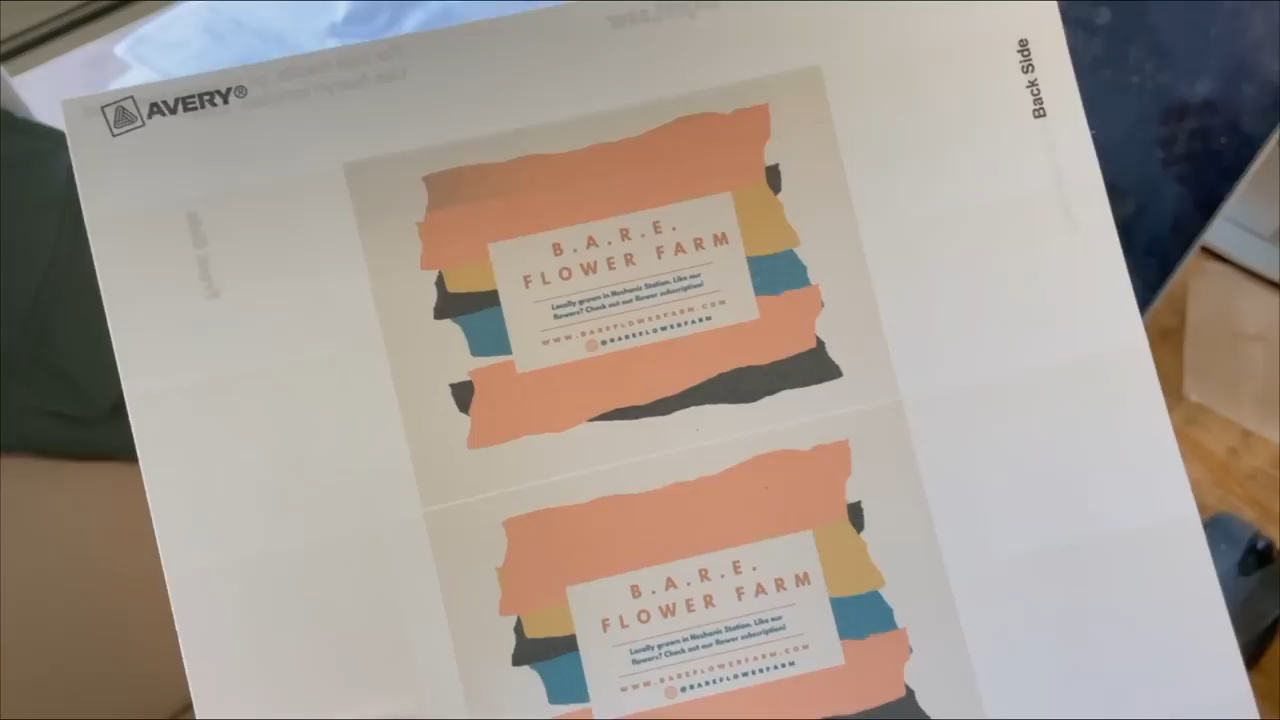 AVERY®
Back Side
B.A.R.E.
FLOWER FARM
Locally grown in Neshanic Station. Like our
flowers? Check out our flower subscription!
WWW.BAREFLOWERFARM.COM
@BAREFLOWERFARM
B.A.R.E.
FLOWER FARM
Locally grown in Neshanic Station. Like our
flowers? Check out our flower subscription!
WWW.BAREFLOWERFARM.COM
@BAREFLOWERFARM